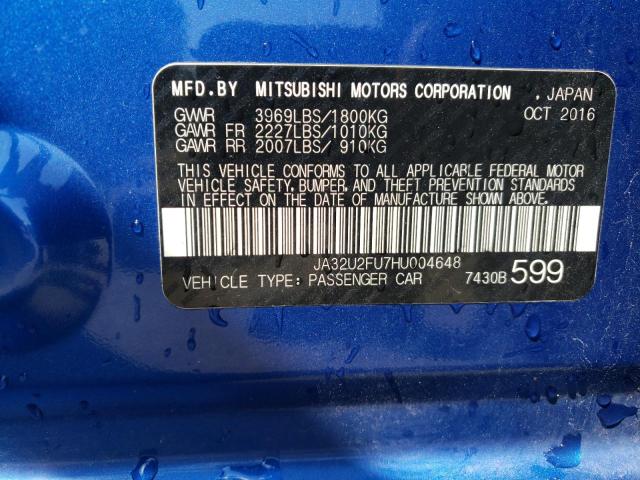 MFD.BY MITSUBISHI MOTORS CORPORATION . JAPAN
GVWR 3969LBS/1800KG OCT 2016
GAWR FR 2227LBS/1010KG
GAWR RR 2007LBS/ 910KG
THIS VEHICLE CONFORMS TO ALL APPLICABLE FEDERAL MOTOR
VEHICLE SAFETY, BUMPER, AND THEFT PREVENTION STANDARDS
IN EFFECT ON THE DATE OF MANUFACTURE SHOWN ABOVE.
JA32U2FU7HU004648
VEHICLE TYPE: PASSENGER CAR 7430B 599